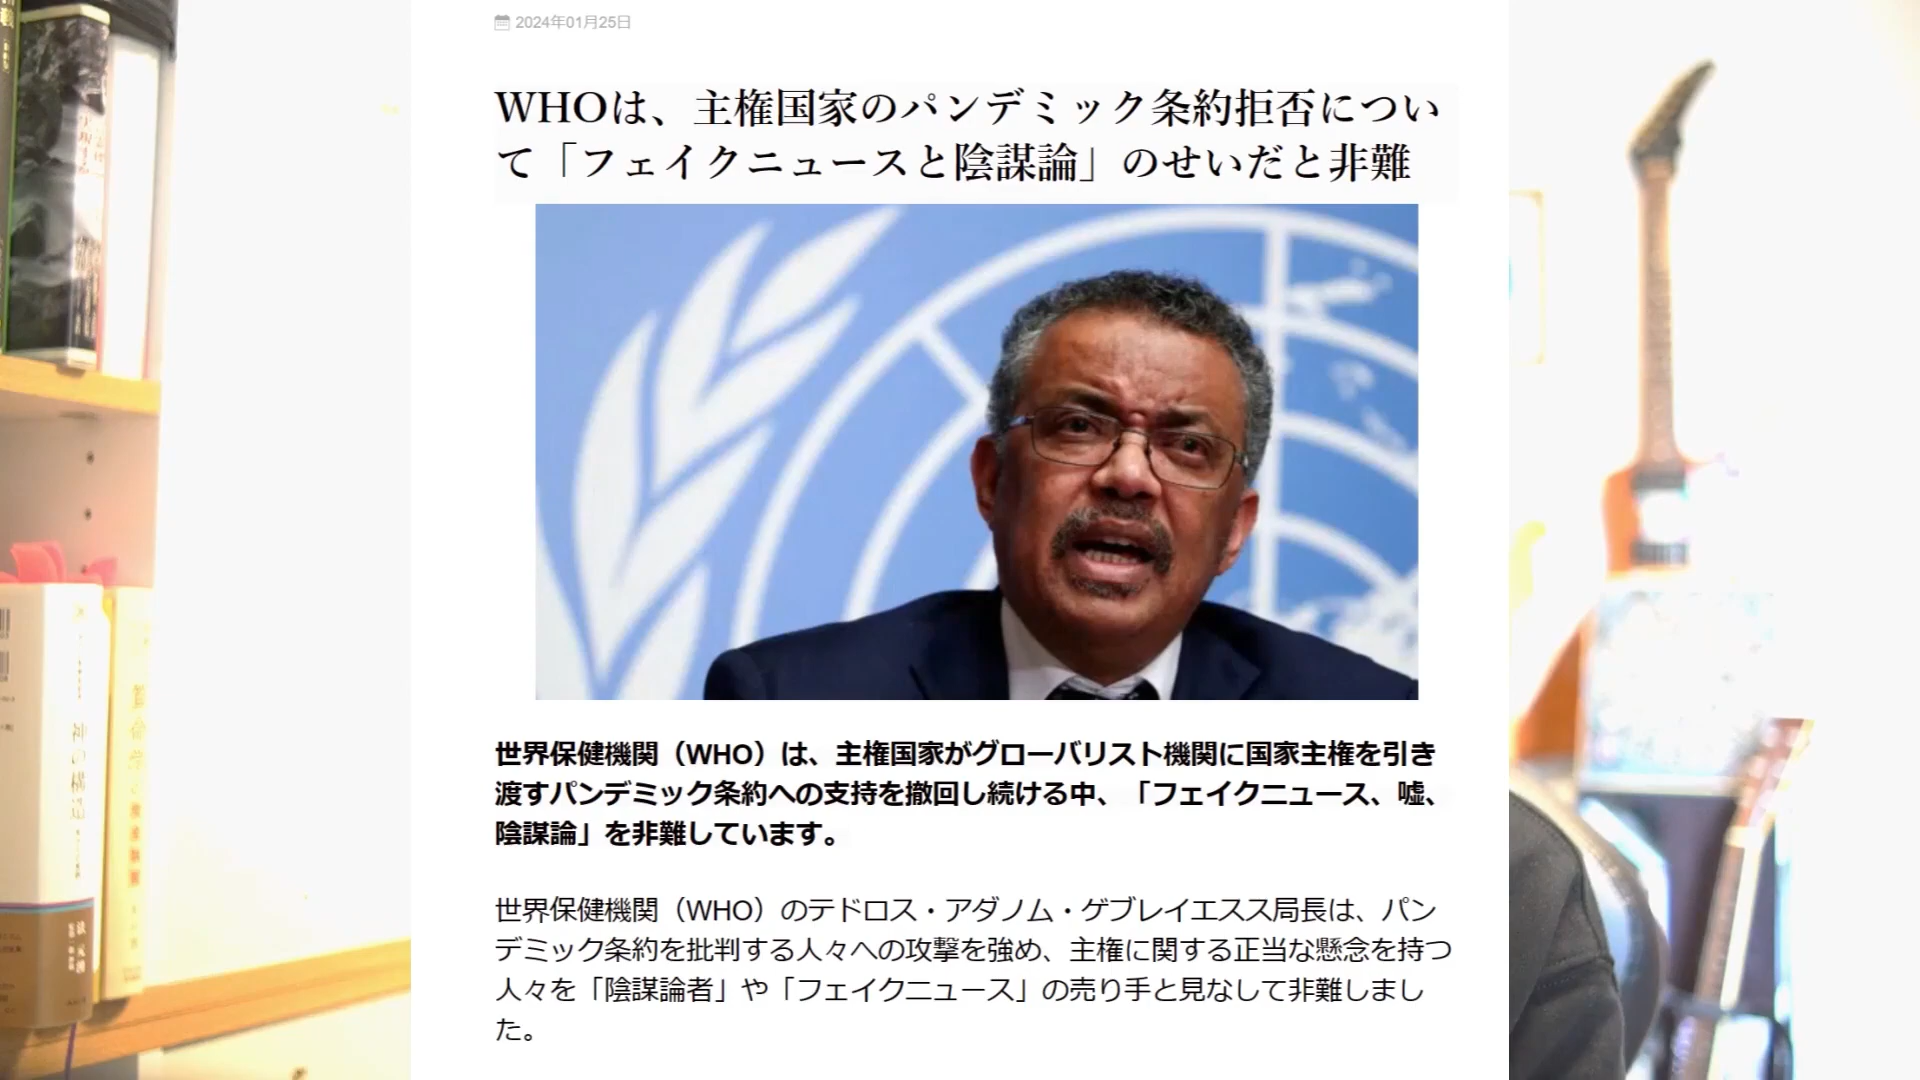 2024年01月25日
WHOは、主権国家のパンデミック条約拒否につい
て「フェイクニュースと陰謀論」のせいだと非難
世界保健機関（WHO）は、主権国家がグローバリスト機関に国家主権を引き
渡すパンデミック条約への支持を撤回し続ける中、「フェイクニュース、嘘、
陰謀論」を非難しています。
世界保健機関（WHO）のテドロス・アダノム・ゲブレイエスス局長は、パン
デミック条約を批判する人々への攻撃を強め、主権に関する正当な懸念を持つ
人々を「陰謀論者」や「フェイクニュース」の売り手と見なして非難しまし
た。